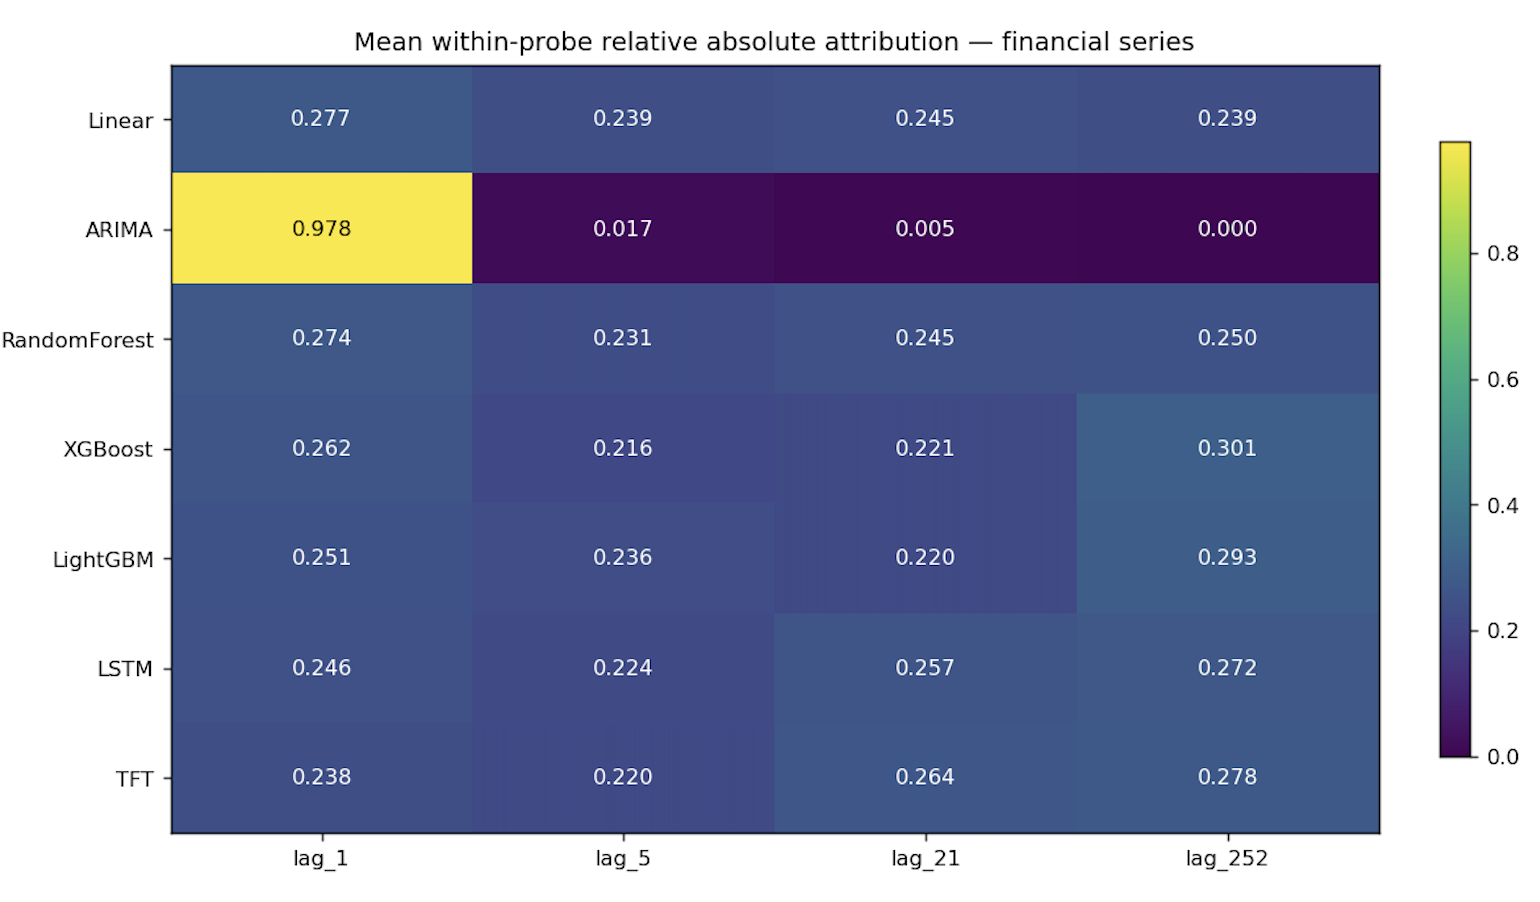 Mean within-probe relative absolute attribution — financial series
Linear 0.277 0.239 0.245 0.239
ARIMA 0.978 0.017 0.005 0.000
RandomForest 0.274 0.231 0.245 0.250
XGBoost 0.262 0.216 0.221 0.301
LightGBM 0.251 0.236 0.220 0.293
LSTM 0.246 0.224 0.257 0.272
TFT 0.238 0.220 0.264 0.278
lag_1 lag_5 lag_21 lag_252
0.8
0.6
0.4
0.2
0.0